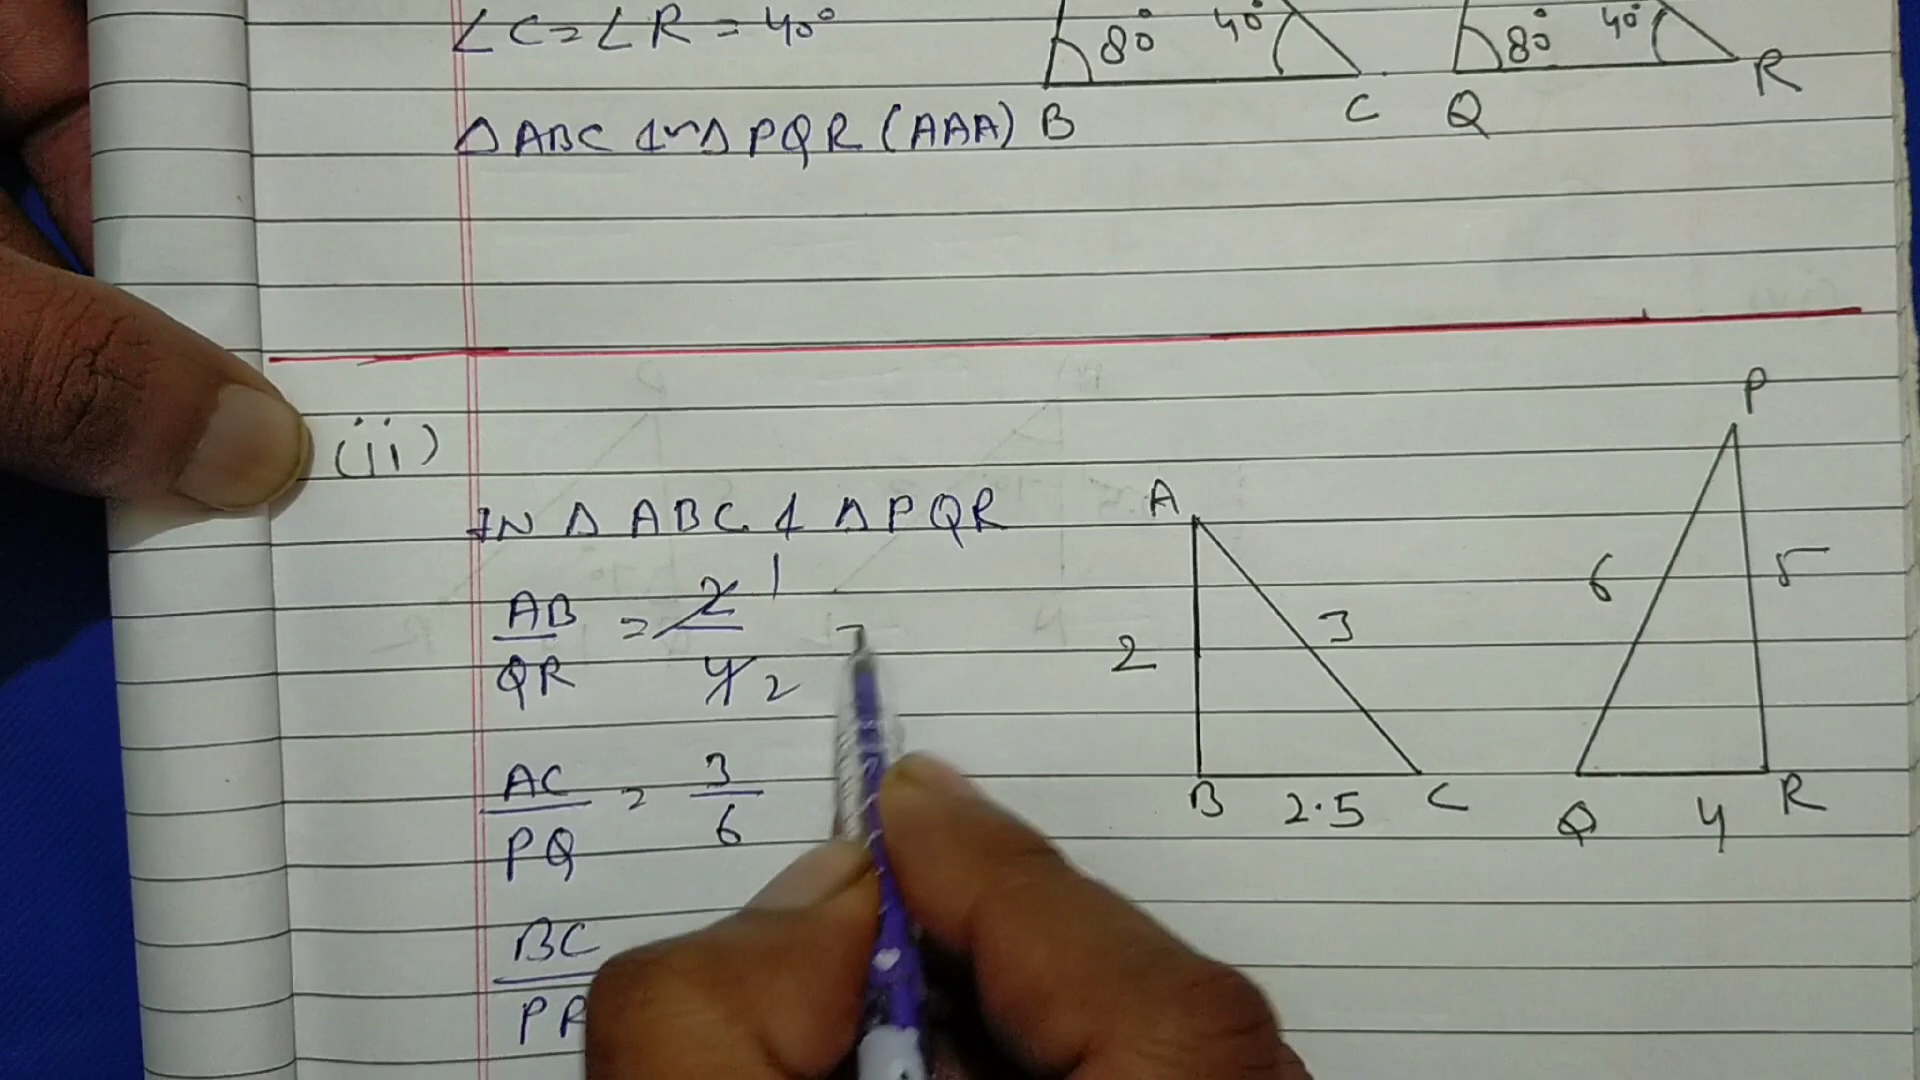 ∠C=∠R=40°
80° 40° 80° 40°
B C Q R
Δ ABC ~ Δ PQR (AAA)
(ii)
IN Δ ABC & Δ PQR
AB/QR = 2/4 1 2 =
AC/PQ = 3/6
BC/PR
A
2 3
B 2.5 C
P
6 5
Q 4 R